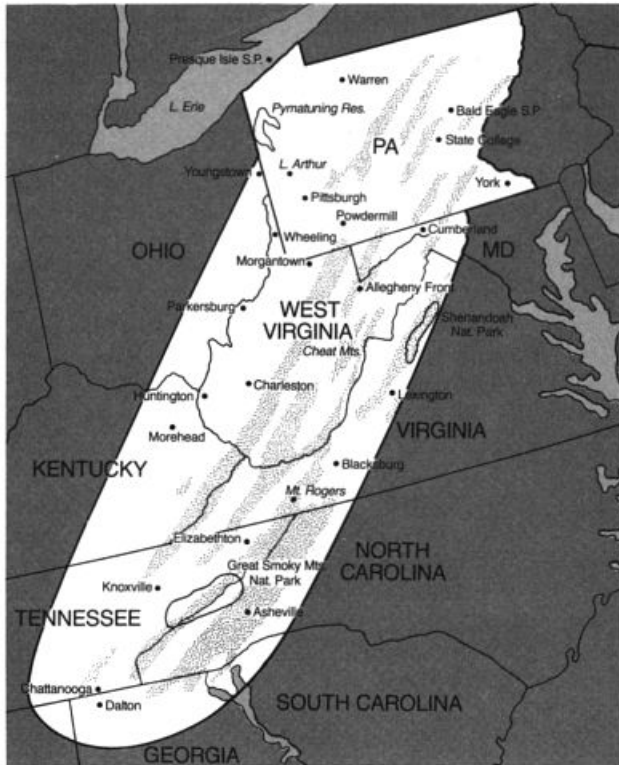 Presque Isle S.P.
Warren
L. Erie
Pymatuning Res.
Bald Eagle S.P.
PA
State College
Youngstown
L. Arthur
York
Pittsburgh
Powdermill
OHIO
Wheeling
Cumberland
MD
Morgantown
Allegheny Front
Parkersburg
WEST
VIRGINIA
Shenandoah
Nat. Park
Cheat Mts.
Charleston
Huntington
Lexington
Morehead
VIRGINIA
KENTUCKY
Blacksburg
Mt. Rogers
Elizabethton
NORTH
CAROLINA
Great Smoky Mts.
Nat. Park
Knoxville
TENNESSEE
Asheville
Chattanooga
Dalton
SOUTH CAROLINA
GEORGIA